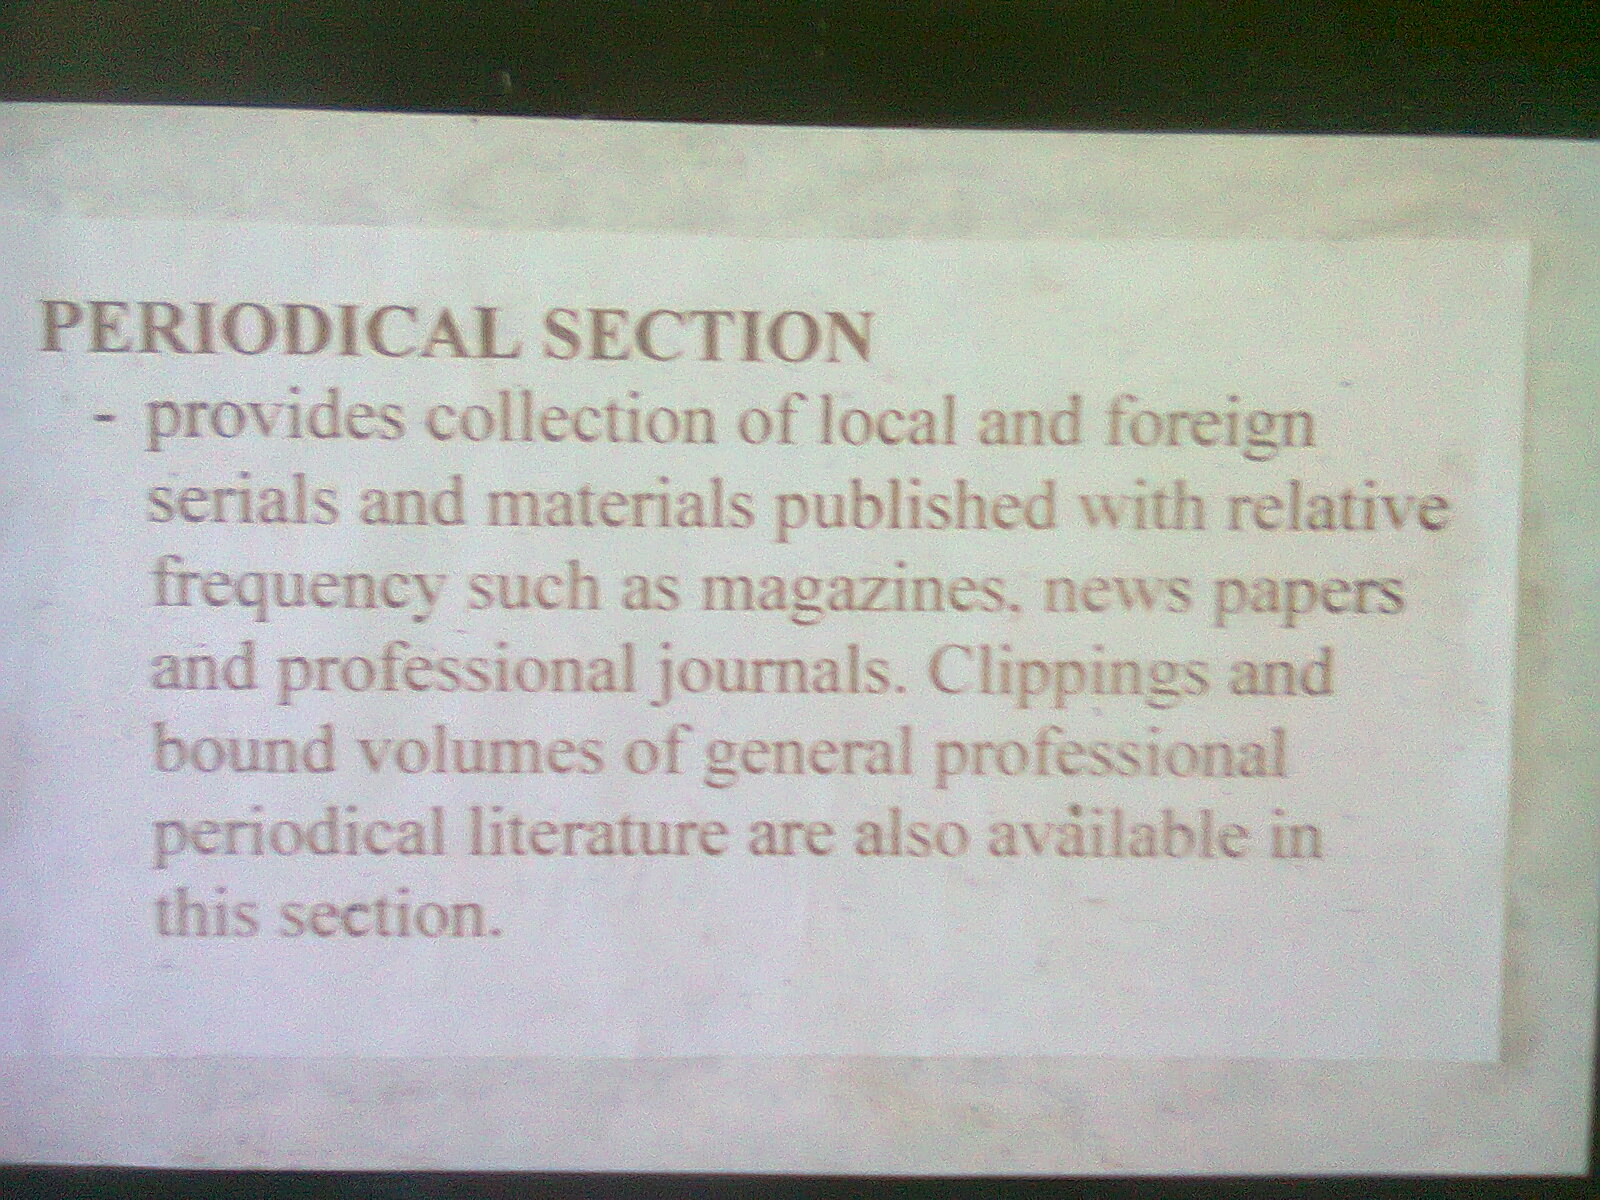 PERIODICAL SECTION
- provides collection of local and foreign
serials and materials published with relative
frequency such as magazines, news papers
and professional journals. Clippings and
bound volumes of general professional
periodical literature are also available in
this section.